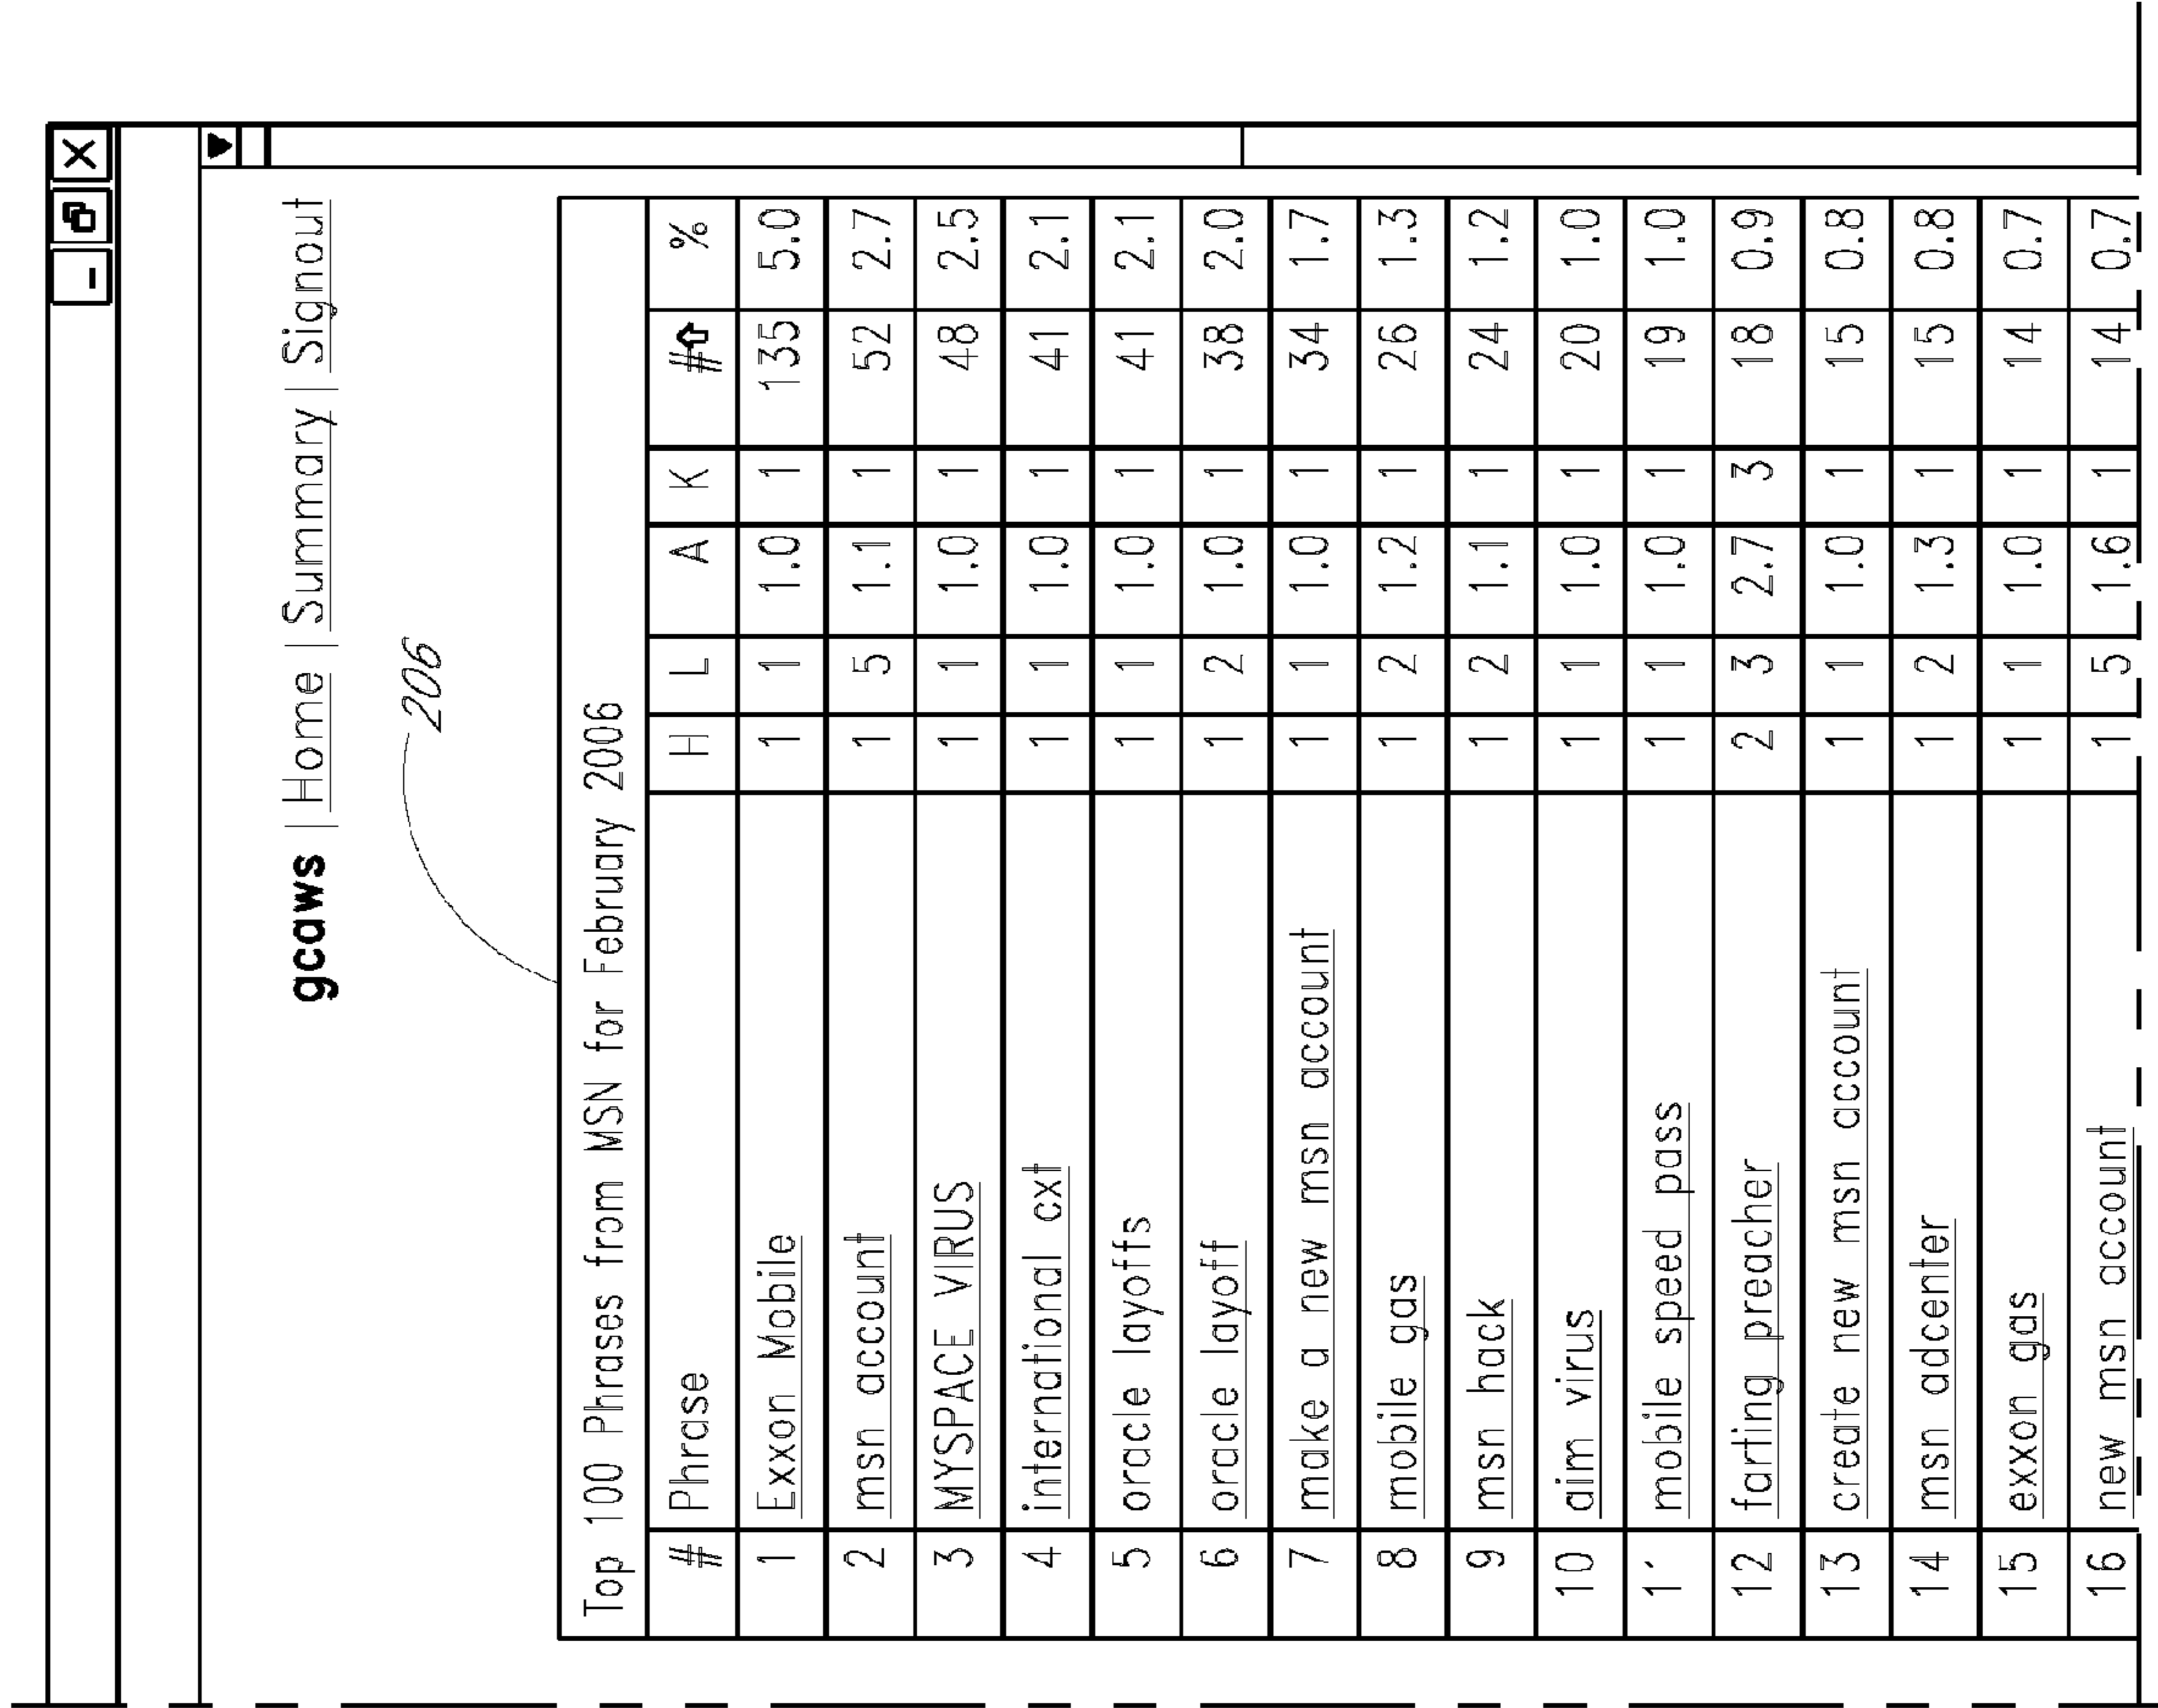 - X
gcaws | Home | Summary | Signout
206
Top 100 Phrases from MSN for February 2006
# Phrase H L A K # %
1 Exxon Mobile 1 1 1.0 1 135 5.0
2 msn account 1 5 1.1 1 52 2.7
3 MYSPACE VIRUS 1 1 1.0 1 48 2.5
4 international cxt 1 1 1.0 1 41 2.1
5 oracle layoffs 1 1 1.0 1 41 2.1
6 oracle layoff 1 2 1.0 1 38 2.0
7 make a new msn account 1 1 1.0 1 34 1.7
8 mobile gas 1 2 1.2 1 26 1.3
9 msn hack 1 2 1.1 1 24 1.2
10 aim virus 1 1 1.0 1 20 1.0
11 mobile speed pass 1 1 1.0 1 19 1.0
12 farting preacher 2 3 2.7 3 18 0.9
13 create new msn account 1 1 1.0 1 15 0.8
14 msn adcenter 1 2 1.3 1 15 0.8
15 exxon gas 1 1 1.0 1 14 0.7
16 new msn account 1 5 1.6 1 14 0.7